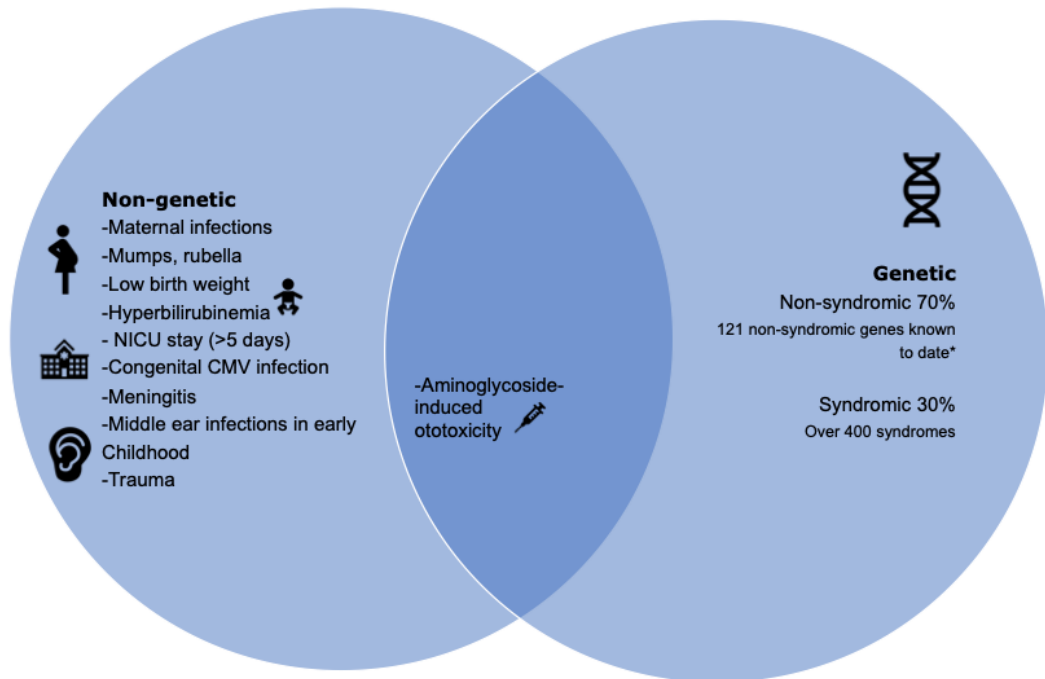 Non-genetic
-Maternal infections
-Mumps, rubella
-Low birth weight
-Hyperbilirubinemia
- NICU stay (>5 days)
-Congenital CMV infection
-Meningitis
-Middle ear infections in early
Childhood
-Trauma
-Aminoglycoside-
induced
ototoxicity
Genetic
Non-syndromic 70%
121 non-syndromic genes known
to date*
Syndromic 30%
Over 400 syndromes